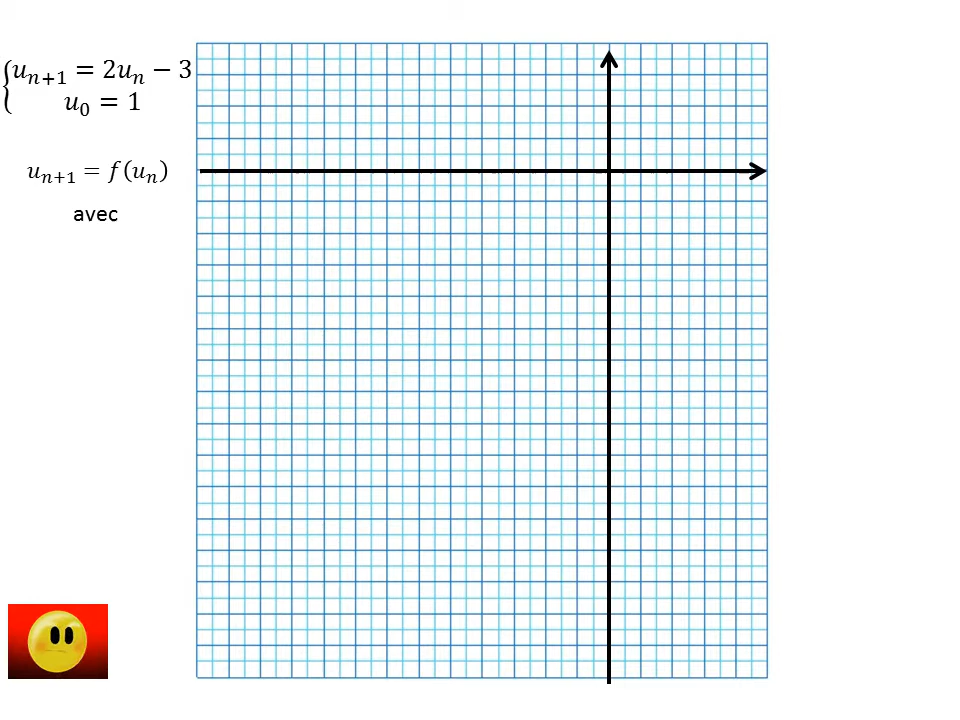 {u_{n+1} = 2u_n − 3
u_0 = 1
u_{n+1} = f(u_n)
avec